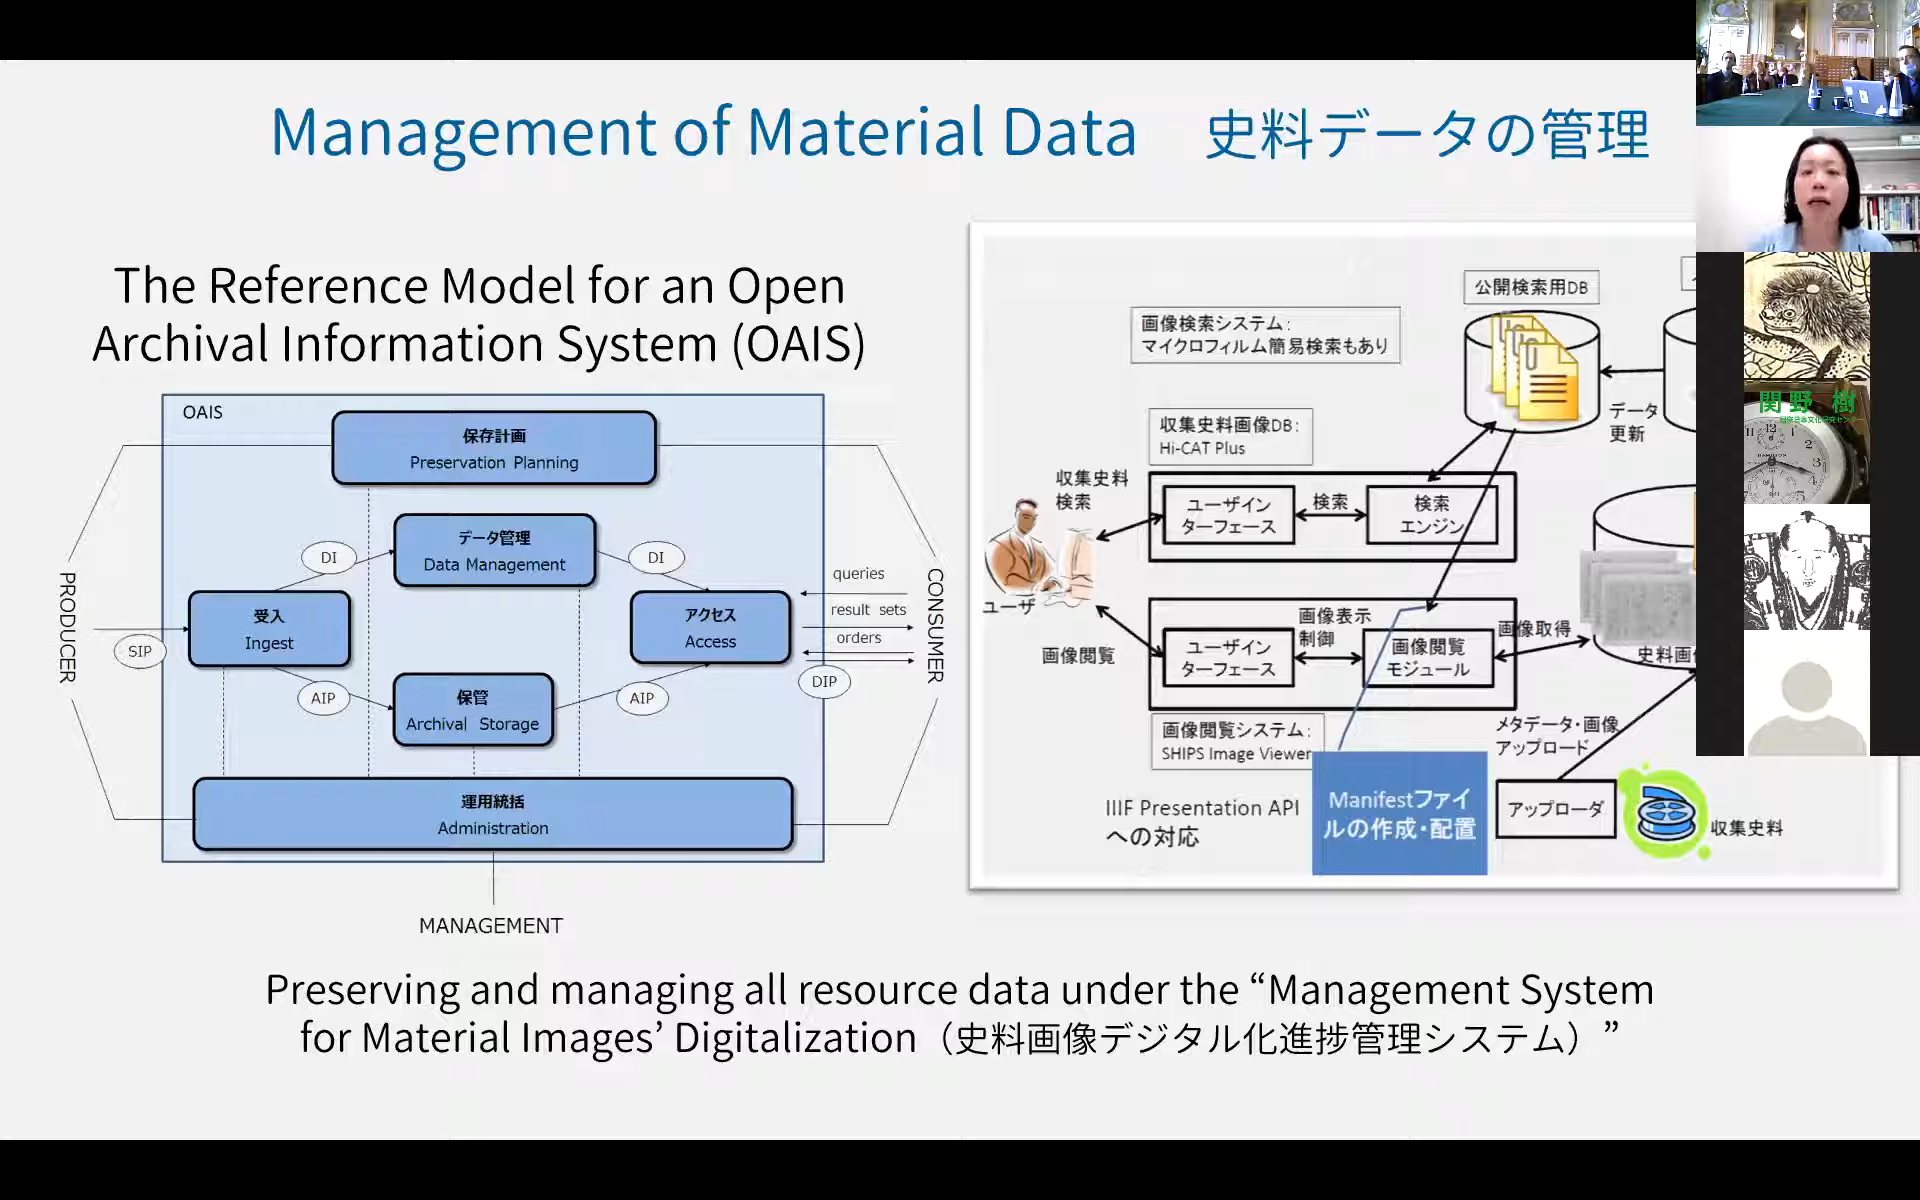 Management of Material Data 史料データの管理
The Reference Model for an Open
Archival Information System (OAIS)
OAIS
保存計画
Preservation Planning
データ管理
Data Management
DI
DI
受入
Ingest
アクセス
Access
queries
result sets
orders
PRODUCER
CONSUMER
SIP
DIP
AIP
AIP
保管
Archival Storage
運用統括
Administration
MANAGEMENT
公開検索用DB
画像検索システム：
マイクロフィルム簡易検索もあり
データ
更新
収集史料画像DB：
Hi-CAT Plus
収集史料
検索
ユーザイン
ターフェース
検索
検索
エンジン
ユーザ
画像閲覧
画像表示
制御
ユーザイン
ターフェース
画像閲覧
モジュール
画像取得
史料画
画像閲覧システム：
SHIPS Image Viewer
メタデータ・画像
アップロード
IIIF Presentation API
への対応
Manifestファイ
ルの作成・配置
アップローダ
収集史料
Preserving and managing all resource data under the “Management System
for Material Images’ Digitalization（史料画像デジタル化進捗管理システム）”
関野 樹